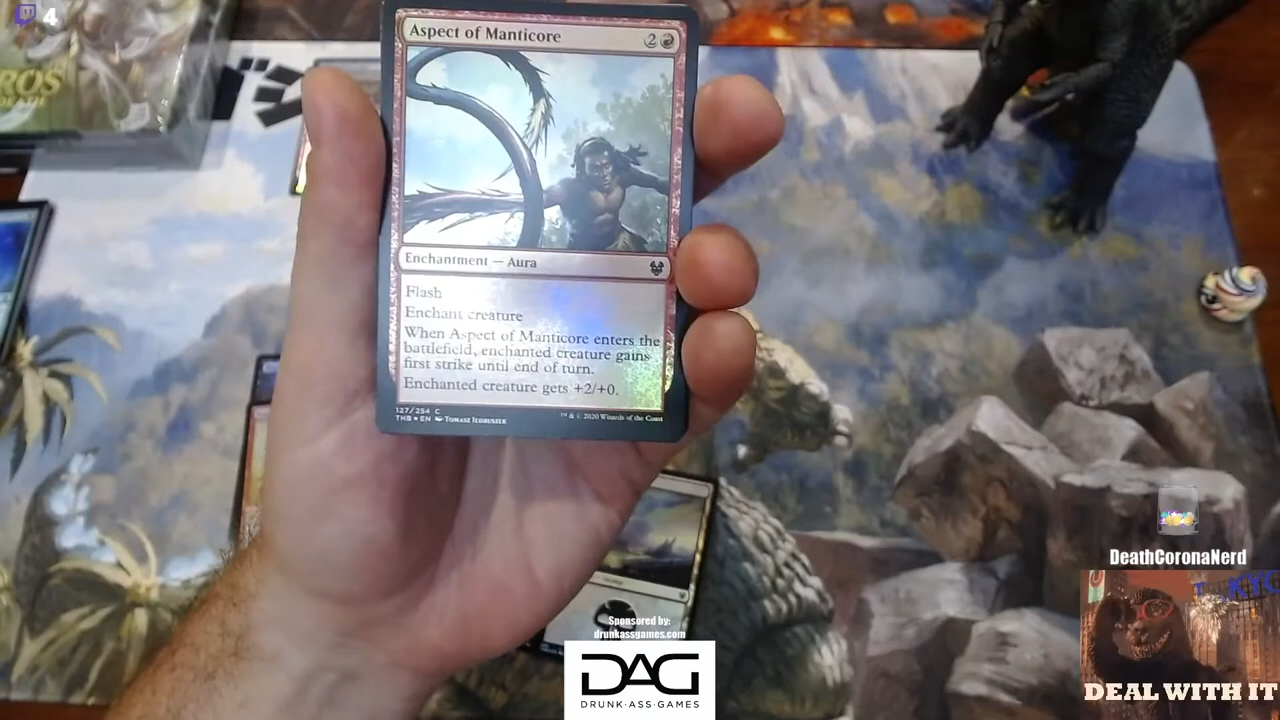 4
ROS
Aspect of Manticore
2
Enchantment — Aura
Flash
Enchant creature
When Aspect of Manticore enters the
battlefield, enchanted creature gains
first strike until end of turn.
Enchanted creature gets +2/+0.
127/254 C
THB ★ EN Tomasz Jedruszek
™ & © 2020 Wizards of the Coast
DeathCoronaNerd
Sponsored by:
drunkassgames.com
DAG
DRUNK·ASS·GAMES
DEAL WITH IT